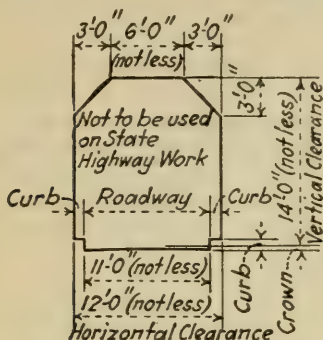 3'-0" 6'-0" 3'-0"
(not less)
3'-0"
Not to be used
on State
Highway Work
14'-0" (not less)
Vertical Clearance
Curb Roadway Curb
11'-0" (not less)
12'-0" (not less)
Curb
Crown
Horizontal Clearance